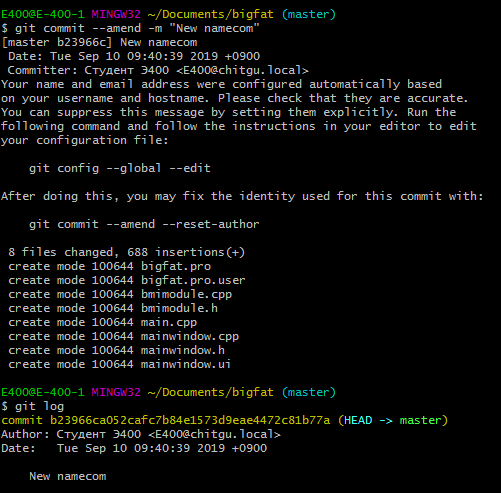 E400@E-400-1 MINGW32 ~/Documents/bigfat (master)
$ git commit --amend -m "New namecom"
[master b23966c] New namecom
 Date: Tue Sep 10 09:40:39 2019 +0900
 Committer: Студент Э400 <E400@chitgu.local>
Your name and email address were configured automatically based
on your username and hostname. Please check that they are accurate.
You can suppress this message by setting them explicitly. Run the
following command and follow the instructions in your editor to edit
your configuration file:

    git config --global --edit

After doing this, you may fix the identity used for this commit with:

    git commit --amend --reset-author

 8 files changed, 688 insertions(+)
 create mode 100644 bigfat.pro
 create mode 100644 bigfat.pro.user
 create mode 100644 bmimodule.cpp
 create mode 100644 bmimodule.h
 create mode 100644 main.cpp
 create mode 100644 mainwindow.cpp
 create mode 100644 mainwindow.h
 create mode 100644 mainwindow.ui

E400@E-400-1 MINGW32 ~/Documents/bigfat (master)
$ git log
commit b23966ca052cafc7b84e1573d9eae4472c81b77a (HEAD -> master)
Author: Студент Э400 <E400@chitgu.local>
Date:   Tue Sep 10 09:40:39 2019 +0900

    New namecom